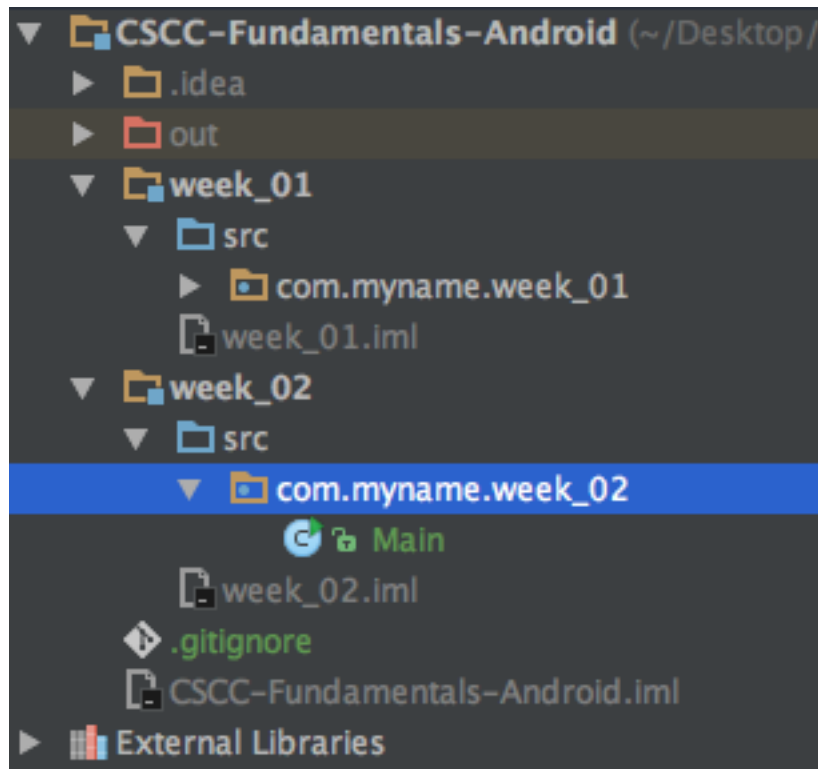 CSCC-Fundamentals-Android (~/Desktop/
.idea
out
week_01
src
com.myname.week_01
week_01.iml
week_02
src
com.myname.week_02
C Main
week_02.iml
.gitignore
CSCC-Fundamentals-Android.iml
External Libraries